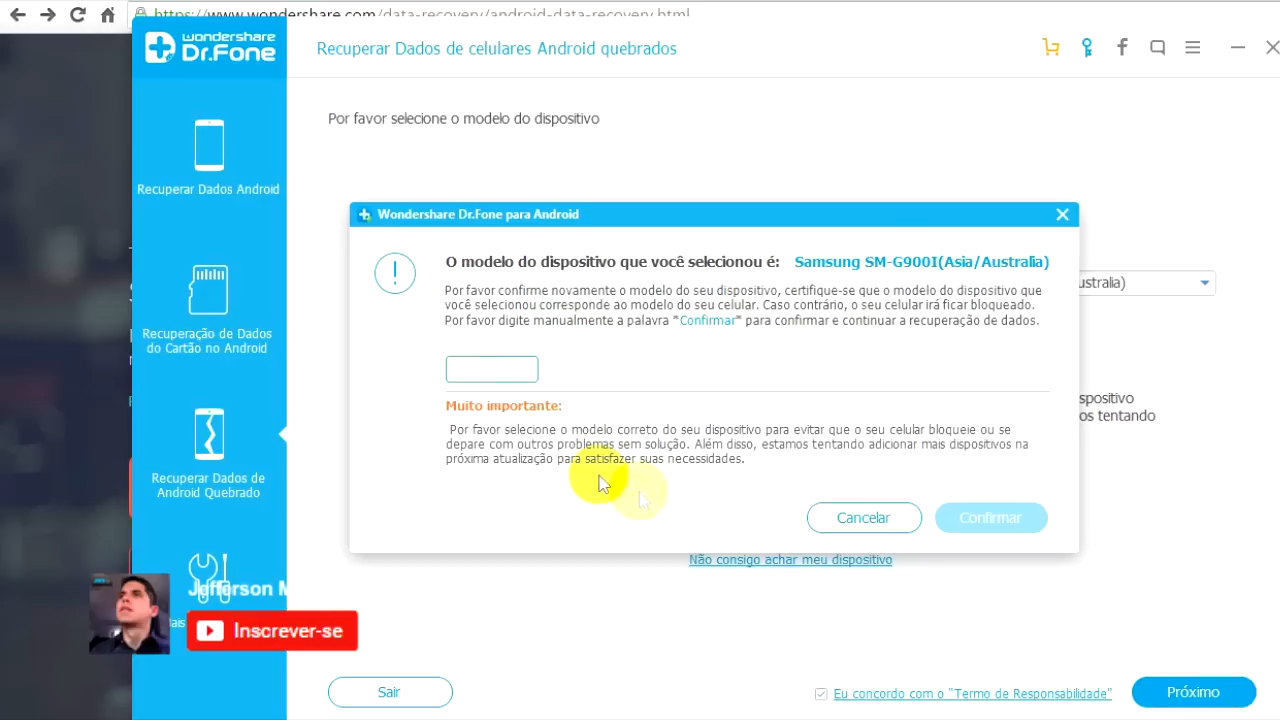 https://www.wondershare.com/data-recovery/android-data-recovery.html
wondershare
Dr.Fone
Recuperar Dados de celulares Android quebrados
Por favor selecione o modelo do dispositivo
Recuperar Dados Android
Recuperação de Dados
do Cartão no Android
Recuperar Dados de
Android Quebrado
Wondershare Dr.Fone para Android
O modelo do dispositivo que você selecionou é: Samsung SM-G900I(Asia/Australia)
Por favor confirme novamente o modelo do seu dispositivo, certifique-se que o modelo do dispositivo que
você selecionou corresponde ao modelo do seu celular. Caso contrário, o seu celular irá ficar bloqueado.
Por favor digite manualmente a palavra "Confirmar" para confirmar e continuar a recuperação de dados.
ustralia)
Muito importante:
Por favor selecione o modelo correto do seu dispositivo para evitar que o seu celular bloqueie ou se
depare com outros problemas sem solução. Além disso, estamos tentando adicionar mais dispositivos na
próxima atualização para satisfazer suas necessidades.
spositivo
os tentando
Cancelar
Confirmar
Não consigo achar meu dispositivo
Jefferson M
ais
Inscrever-se
Sair
Eu concordo com o "Termo de Responsabilidade"
Próximo